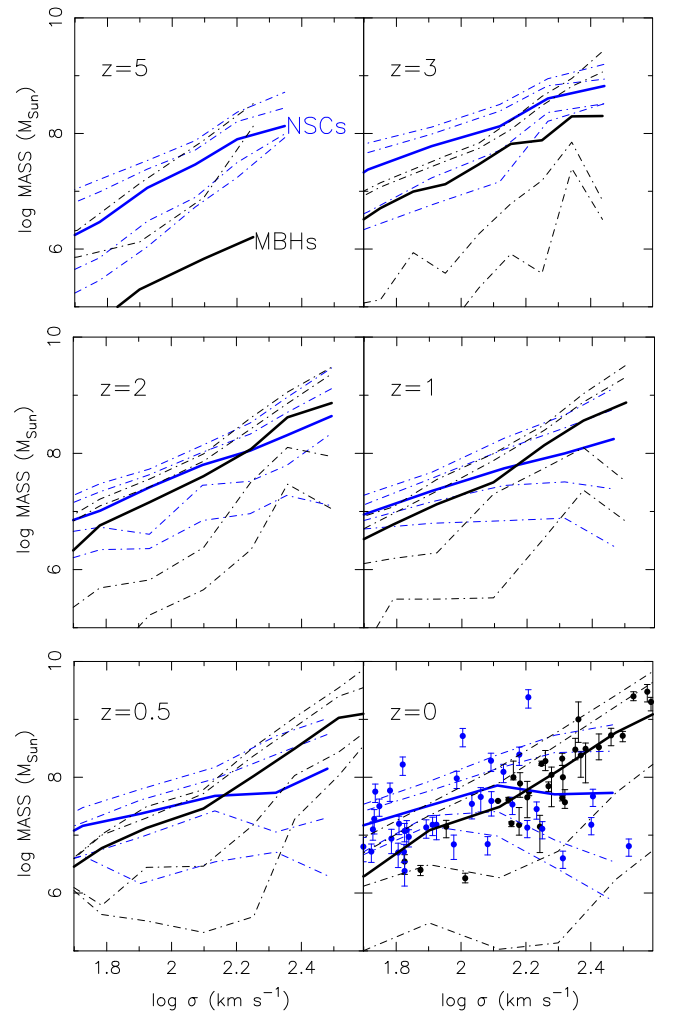 10
z=5
z=3
log MASS (M_Sun)
8
NSCs
6
MBHs
10
z=2
z=1
log MASS (M_Sun)
8
6
10
z=0.5
z=0
log MASS (M_Sun)
8
6
1.8 2 2.2 2.4 1.8 2 2.2 2.4
log σ (km s⁻¹) log σ (km s⁻¹)